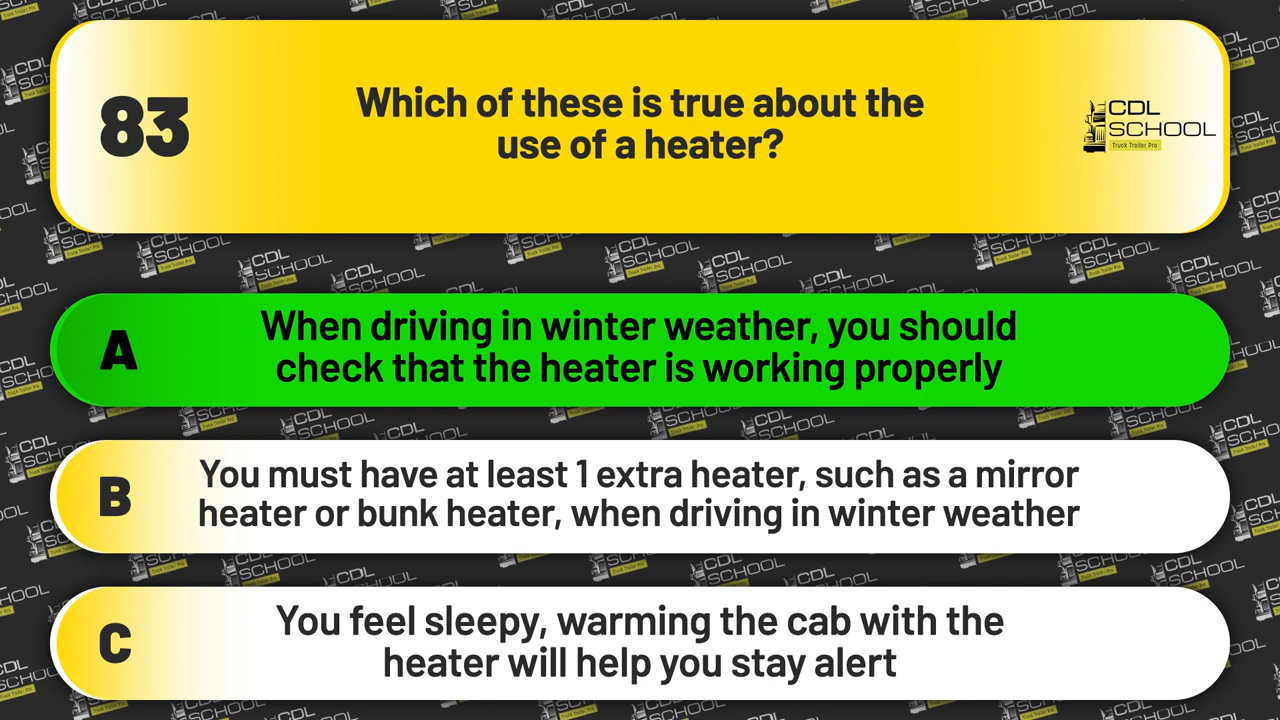 83
Which of these is true about the
use of a heater?
CDL
SCHOOL
Truck Trailer Pro
A
When driving in winter weather, you should
check that the heater is working properly
B
You must have at least 1 extra heater, such as a mirror
heater or bunk heater, when driving in winter weather
C
You feel sleepy, warming the cab with the
heater will help you stay alert